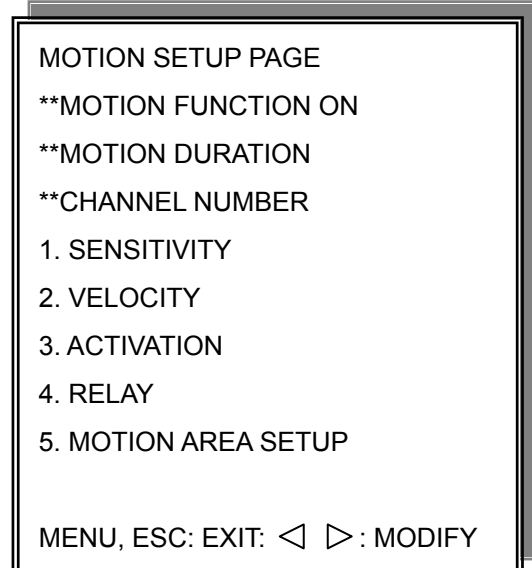 MOTION SETUP PAGE
**MOTION FUNCTION ON
**MOTION DURATION
**CHANNEL NUMBER
1. SENSITIVITY
2. VELOCITY
3. ACTIVATION
4. RELAY
5. MOTION AREA SETUP
MENU, ESC: EXIT: ◁ ▷ : MODIFY